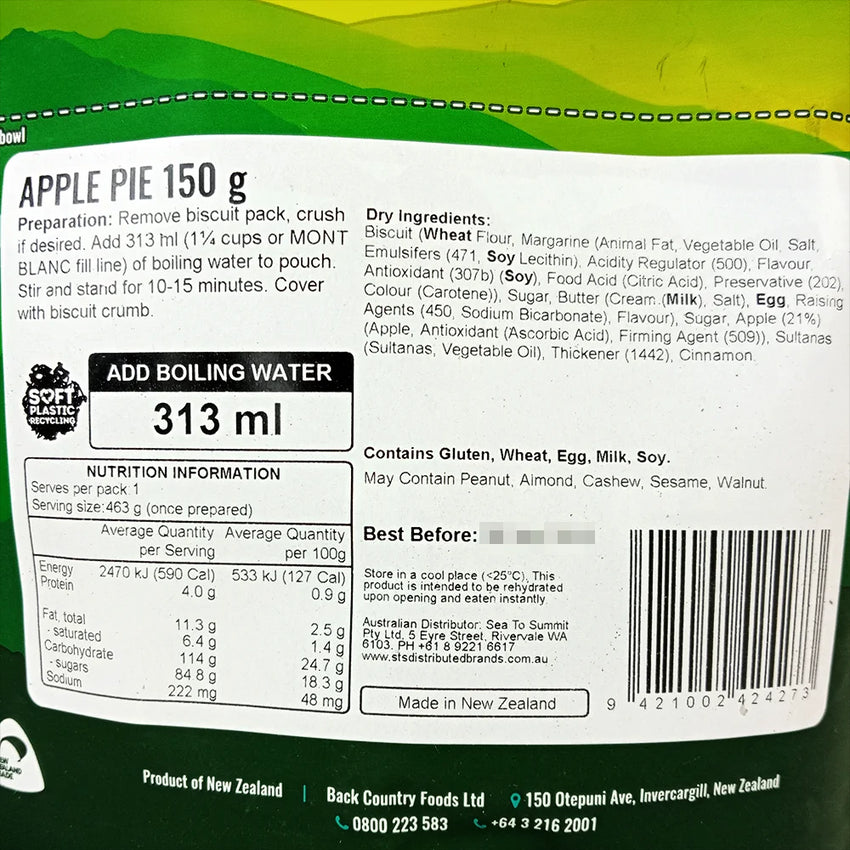 bowl
APPLE PIE 150 g
Preparation: Remove biscuit pack, crush
if desired. Add 313 ml (1¼ cups or MONT
BLANC fill line) of boiling water to pouch.
Stir and stand for 10-15 minutes. Cover
with biscuit crumb.
SOFT
PLASTIC
RECYCLING
ADD BOILING WATER
313 ml
NUTRITION INFORMATION
Serves per pack: 1
Serving size:463 g (once prepared)
Average Quantity Average Quantity
per Serving per 100g
Energy 2470 kJ (590 Cal) 533 kJ (127 Cal)
Protein 4.0 g 0.9 g
Fat, total 11.3 g 2.5 g
- saturated 6.4 g 1.4 g
Carbohydrate 114 g 24.7 g
- sugars 84.8 g 18.3 g
Sodium 222 mg 48 mg
Dry Ingredients:
Biscuit (Wheat Flour, Margarine (Animal Fat, Vegetable Oil, Salt,
Emulsifers (471, Soy Lecithin), Acidity Regulator (500), Flavour,
Antioxidant (307b) (Soy), Food Acid (Citric Acid), Preservative (202),
Colour (Carotene)), Sugar, Butter (Cream (Milk), Salt), Egg, Raising
Agents (450, Sodium Bicarbonate), Flavour), Sugar, Apple (21%)
(Apple, Antioxidant (Ascorbic Acid), Firming Agent (509)), Sultanas
(Sultanas, Vegetable Oil), Thickener (1442), Cinnamon.
Contains Gluten, Wheat, Egg, Milk, Soy.
May Contain Peanut, Almond, Cashew, Sesame, Walnut.
Best Before:
Store in a cool place (<25°C). This
product is intended to be rehydrated
upon opening and eaten instantly.
Australian Distributor: Sea To Summit
Pty Ltd, 5 Eyre Street, Rivervale WA
6103. PH +61 8 9221 6617
www.stsdistributedbrands.com.au
Made in New Zealand
9 421002 424273
Product of New Zealand | Back Country Foods Ltd 150 Otepuni Ave, Invercargill, New Zealand
0800 223 583 +64 3 216 2001